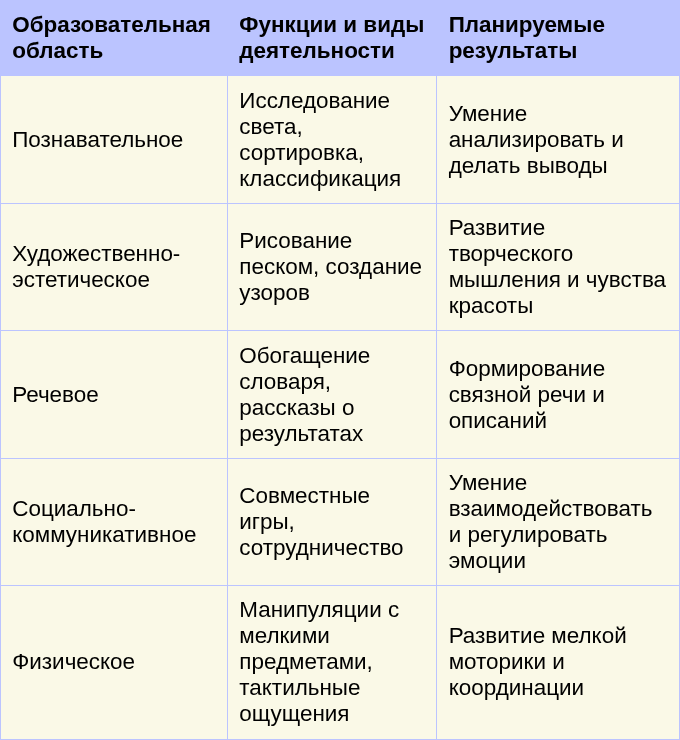 Образовательная
область
Функции и виды
деятельности
Планируемые
результаты
Познавательное
Исследование
света,
сортировка,
классификация
Умение
анализировать и
делать выводы
Художественно-
эстетическое
Рисование
песком, создание
узоров
Развитие
творческого
мышления и чувства
красоты
Речевое
Обогащение
словаря,
рассказы о
результатах
Формирование
связной речи и
описаний
Социально-
коммуникативное
Совместные
игры,
сотрудничество
Умение
взаимодействовать
и регулировать
эмоции
Физическое
Манипуляции с
мелкими
предметами,
тактильные
ощущения
Развитие мелкой
моторики и
координации